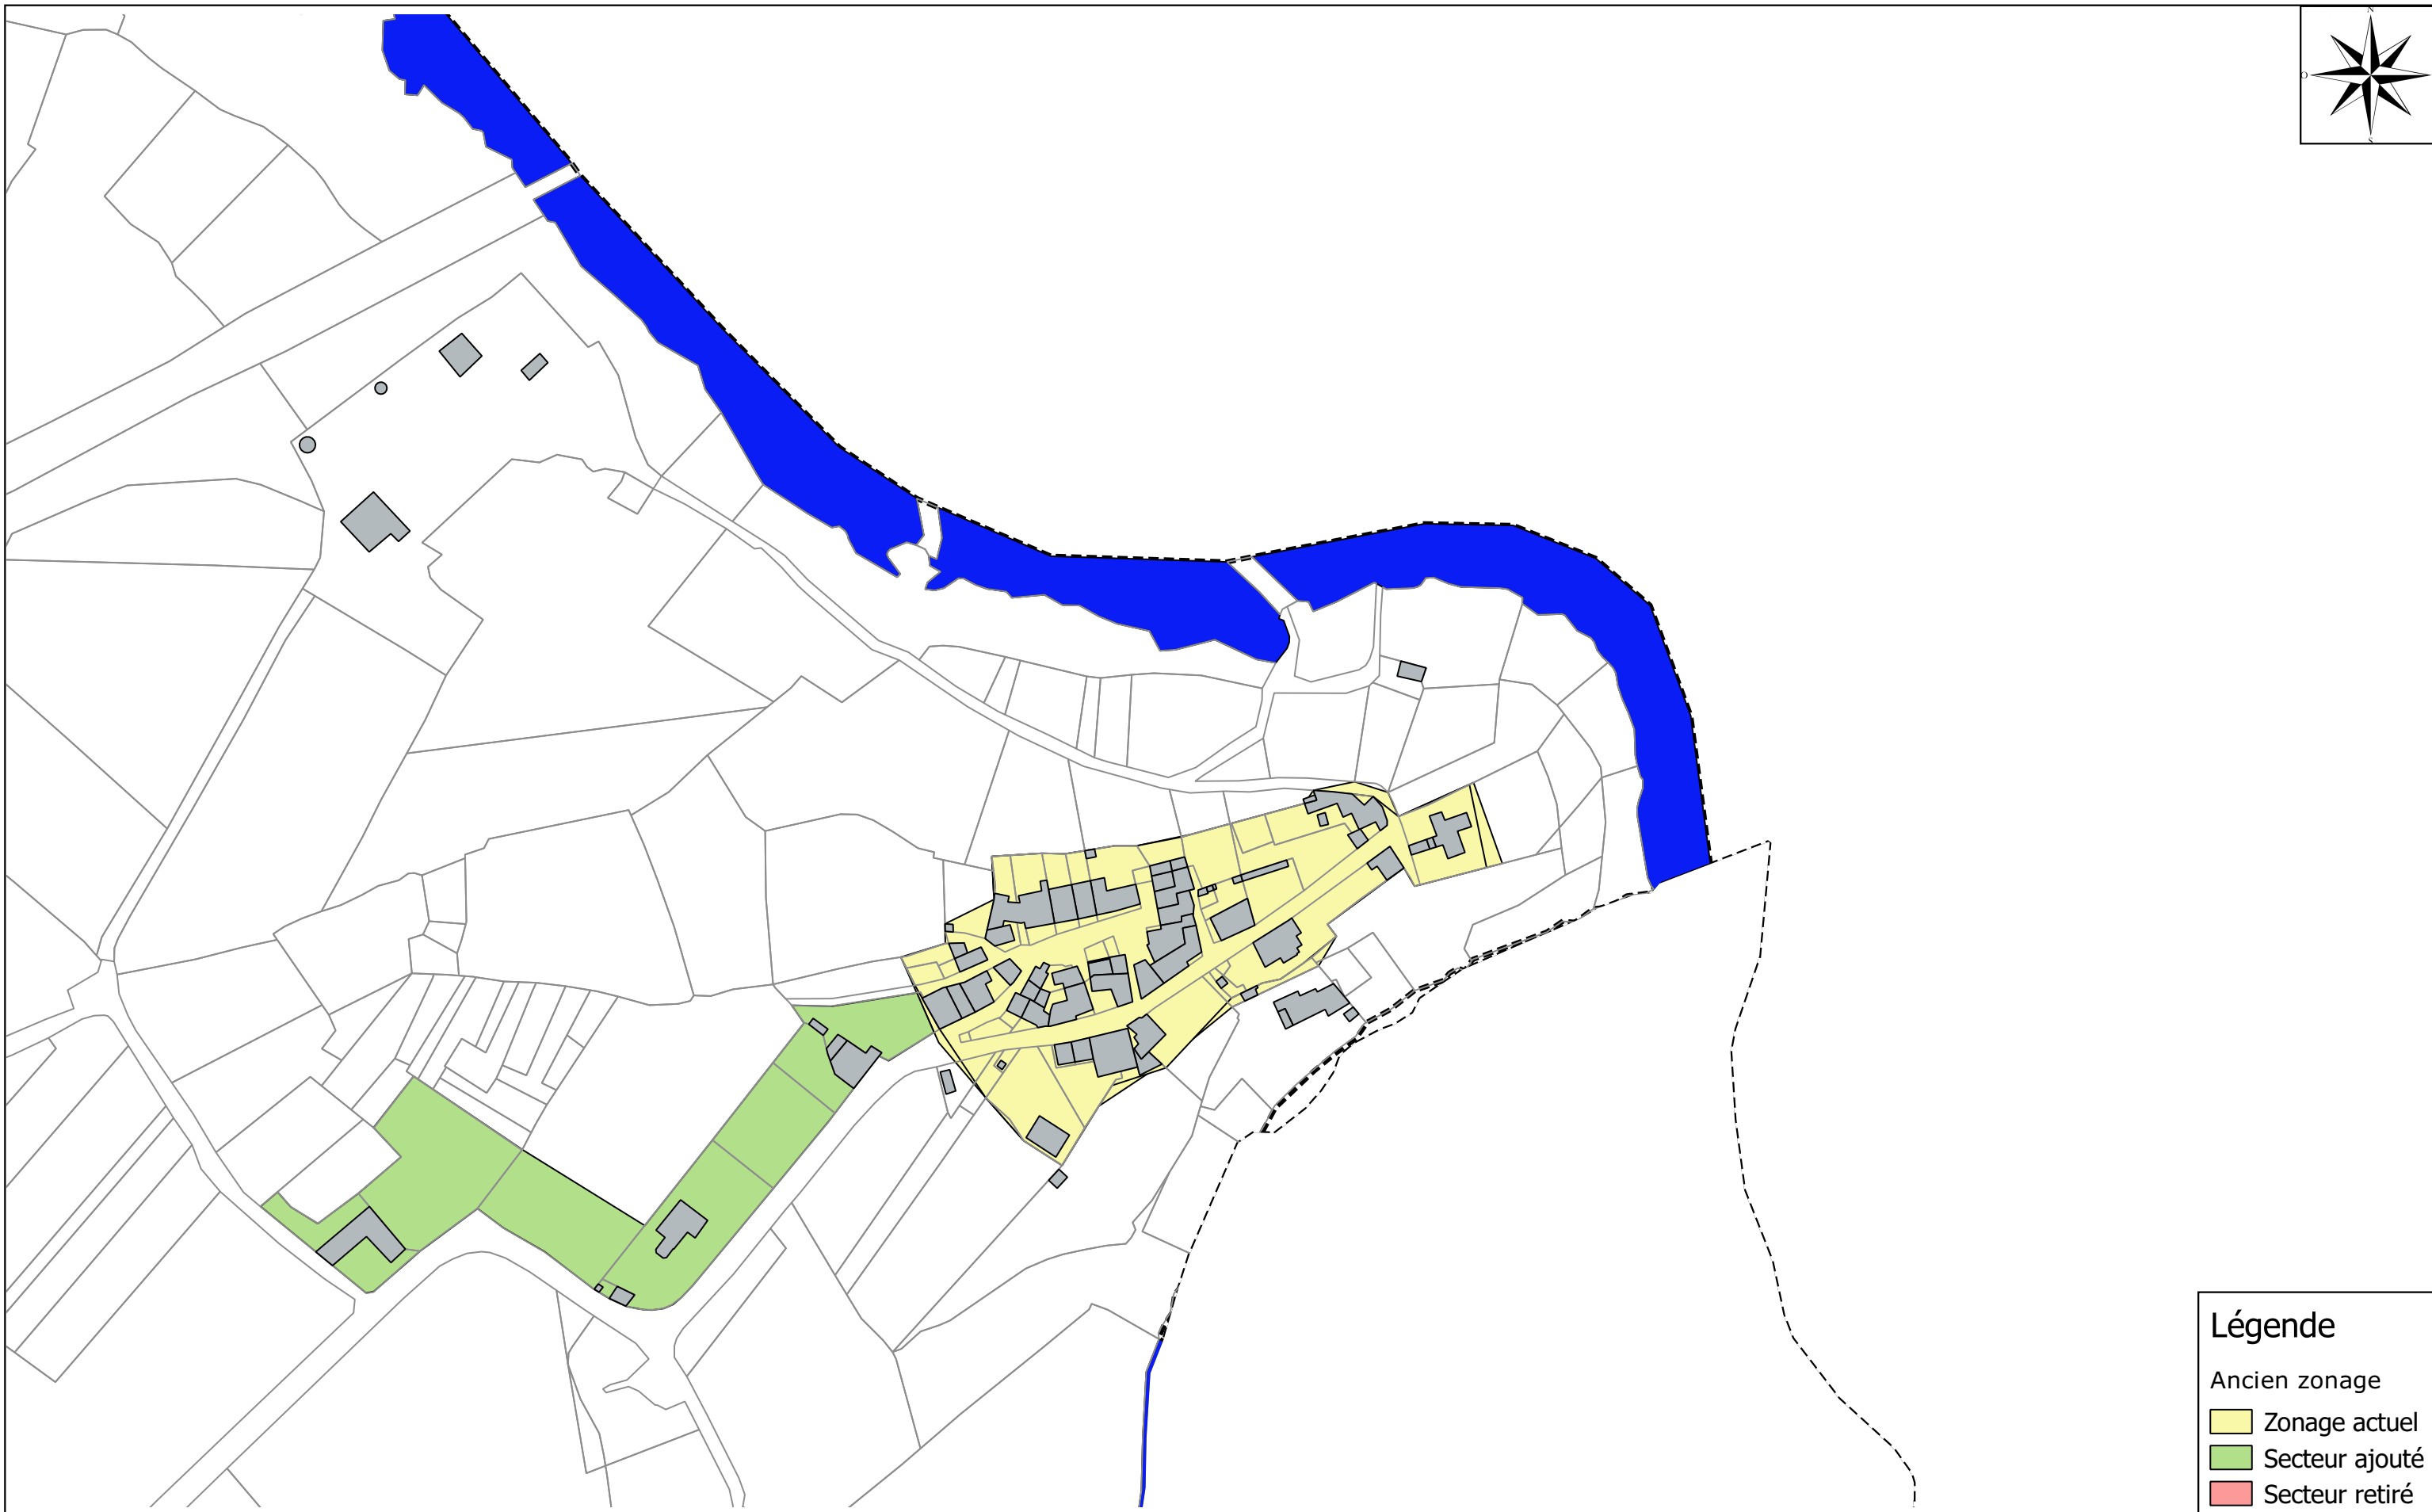 N
O
S
Légende
Ancien zonage
Zonage actuel
Secteur ajouté
Secteur retiré